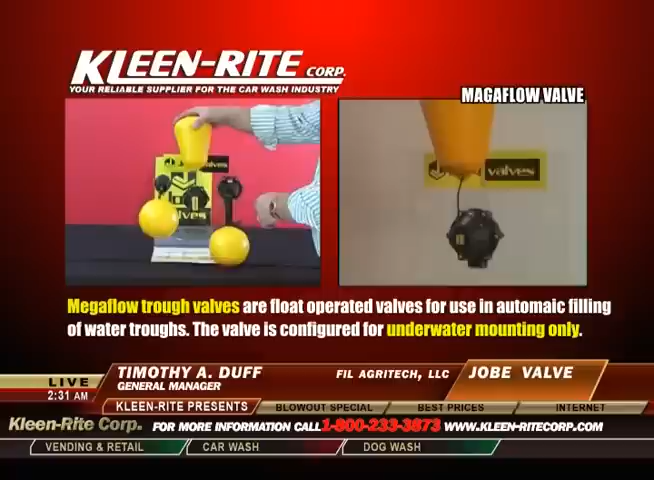 KLEEN-RITE CORP.
YOUR RELIABLE SUPPLIER FOR THE CAR WASH INDUSTRY
MAGAFLOW VALVE
valves
valves
Megaflow trough valves are float operated valves for use in automaic filling
of water troughs. The valve is configured for underwater mounting only.
TIMOTHY A. DUFF
GENERAL MANAGER
FIL AGRITECH, LLC
JOBE VALVE
LIVE
2:31 AM
KLEEN-RITE PRESENTS
BLOWOUT SPECIAL
BEST PRICES
INTERNET
Kleen-Rite Corp. FOR MORE INFORMATION CALL 1-800-233-3873 WWW.KLEEN-RITECORP.COM
VENDING & RETAIL
CAR WASH
DOG WASH